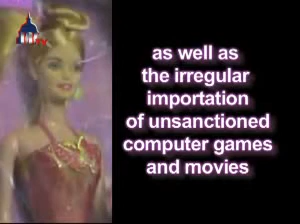 as well as
the irregular
importation
of unsanctioned
computer games
and movies